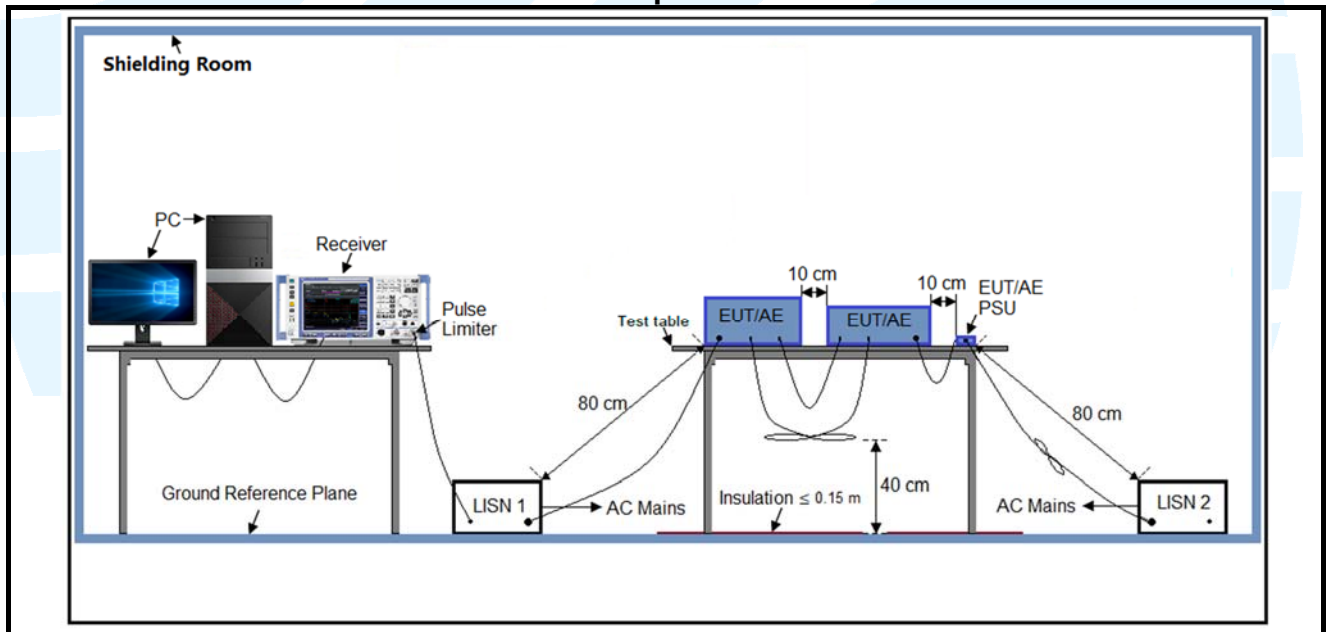 Shielding Room
PC
Receiver
Pulse
Limiter
Test table
EUT/AE
10 cm
EUT/AE
10 cm
EUT/AE
PSU
80 cm
80 cm
40 cm
Ground Reference Plane
LISN 1
AC Mains
Insulation ≤ 0.15 m
AC Mains
LISN 2